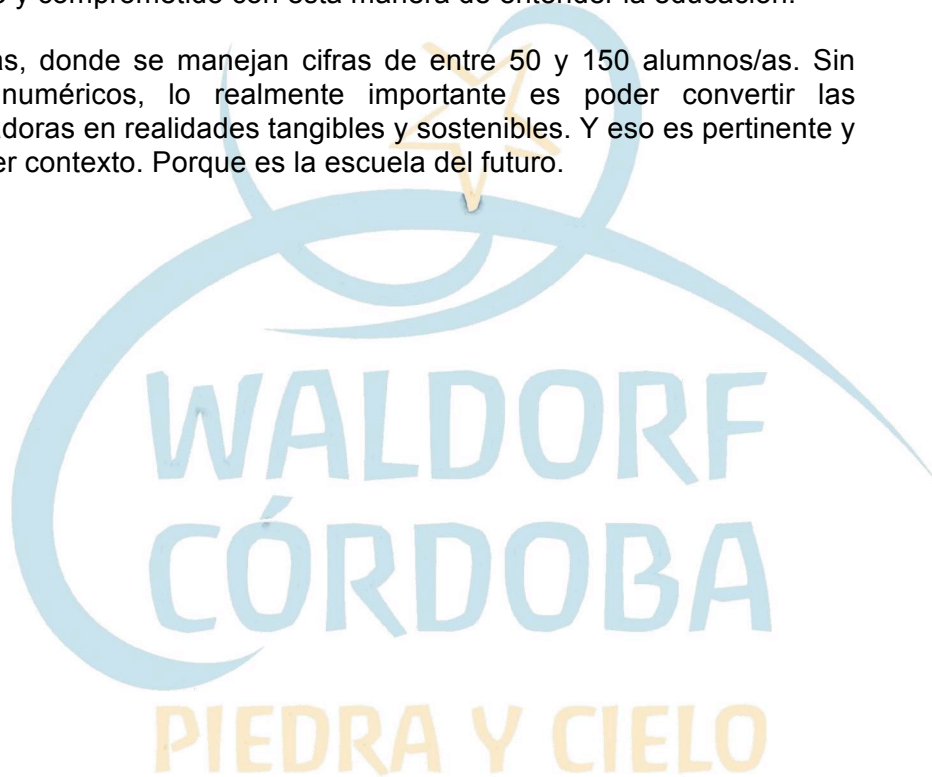 y comprometido con esta manera de entender la educación.
as, donde se manejan cifras de entre 50 y 150 alumnos/as. Sin
numéricos, lo realmente importante es poder convertir las
adoras en realidades tangibles y sostenibles. Y eso es pertinente y
er contexto. Porque es la escuela del futuro.
WALDORF
CÓRDOBA
PIEDRA Y CIELO